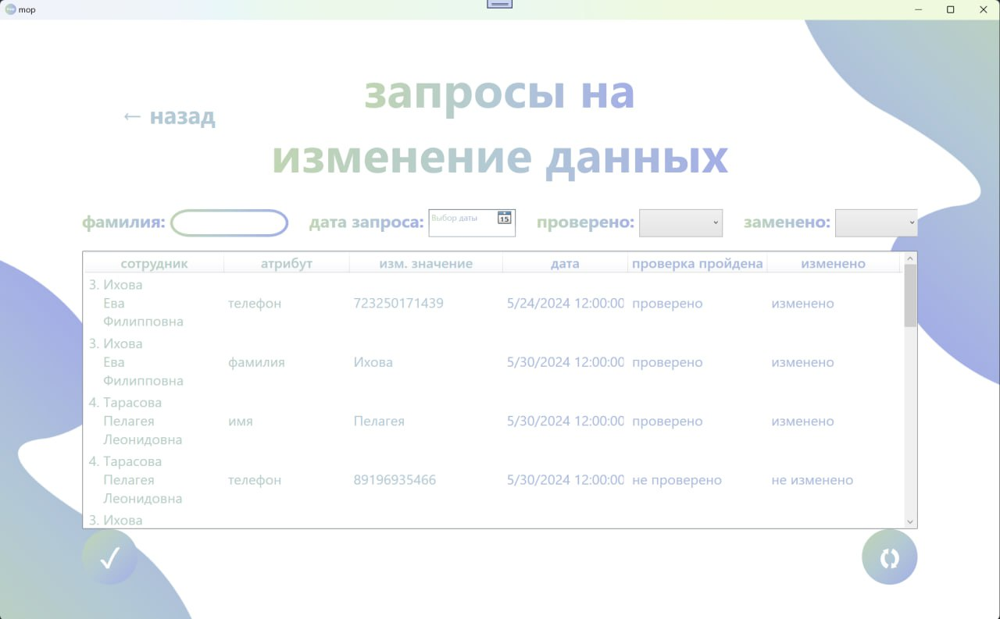 mop
запросы на
← назад
изменение данных
фамилия: дата запроса: Выбор даты 15 проверено: заменено:
сотрудник атрибут изм. значение дата проверка пройдена изменено
3. Ихова
Ева телефон 723250171439 5/24/2024 12:00:00 проверено изменено
Филипповна
3. Ихова
Ева фамилия Ихова 5/30/2024 12:00:00 проверено изменено
Филипповна
4. Тарасова
Пелагея имя Пелагея 5/30/2024 12:00:00 проверено изменено
Леонидовна
4. Тарасова
Пелагея телефон 89196935466 5/30/2024 12:00:00 не проверено не изменено
Леонидовна
3. Ихова